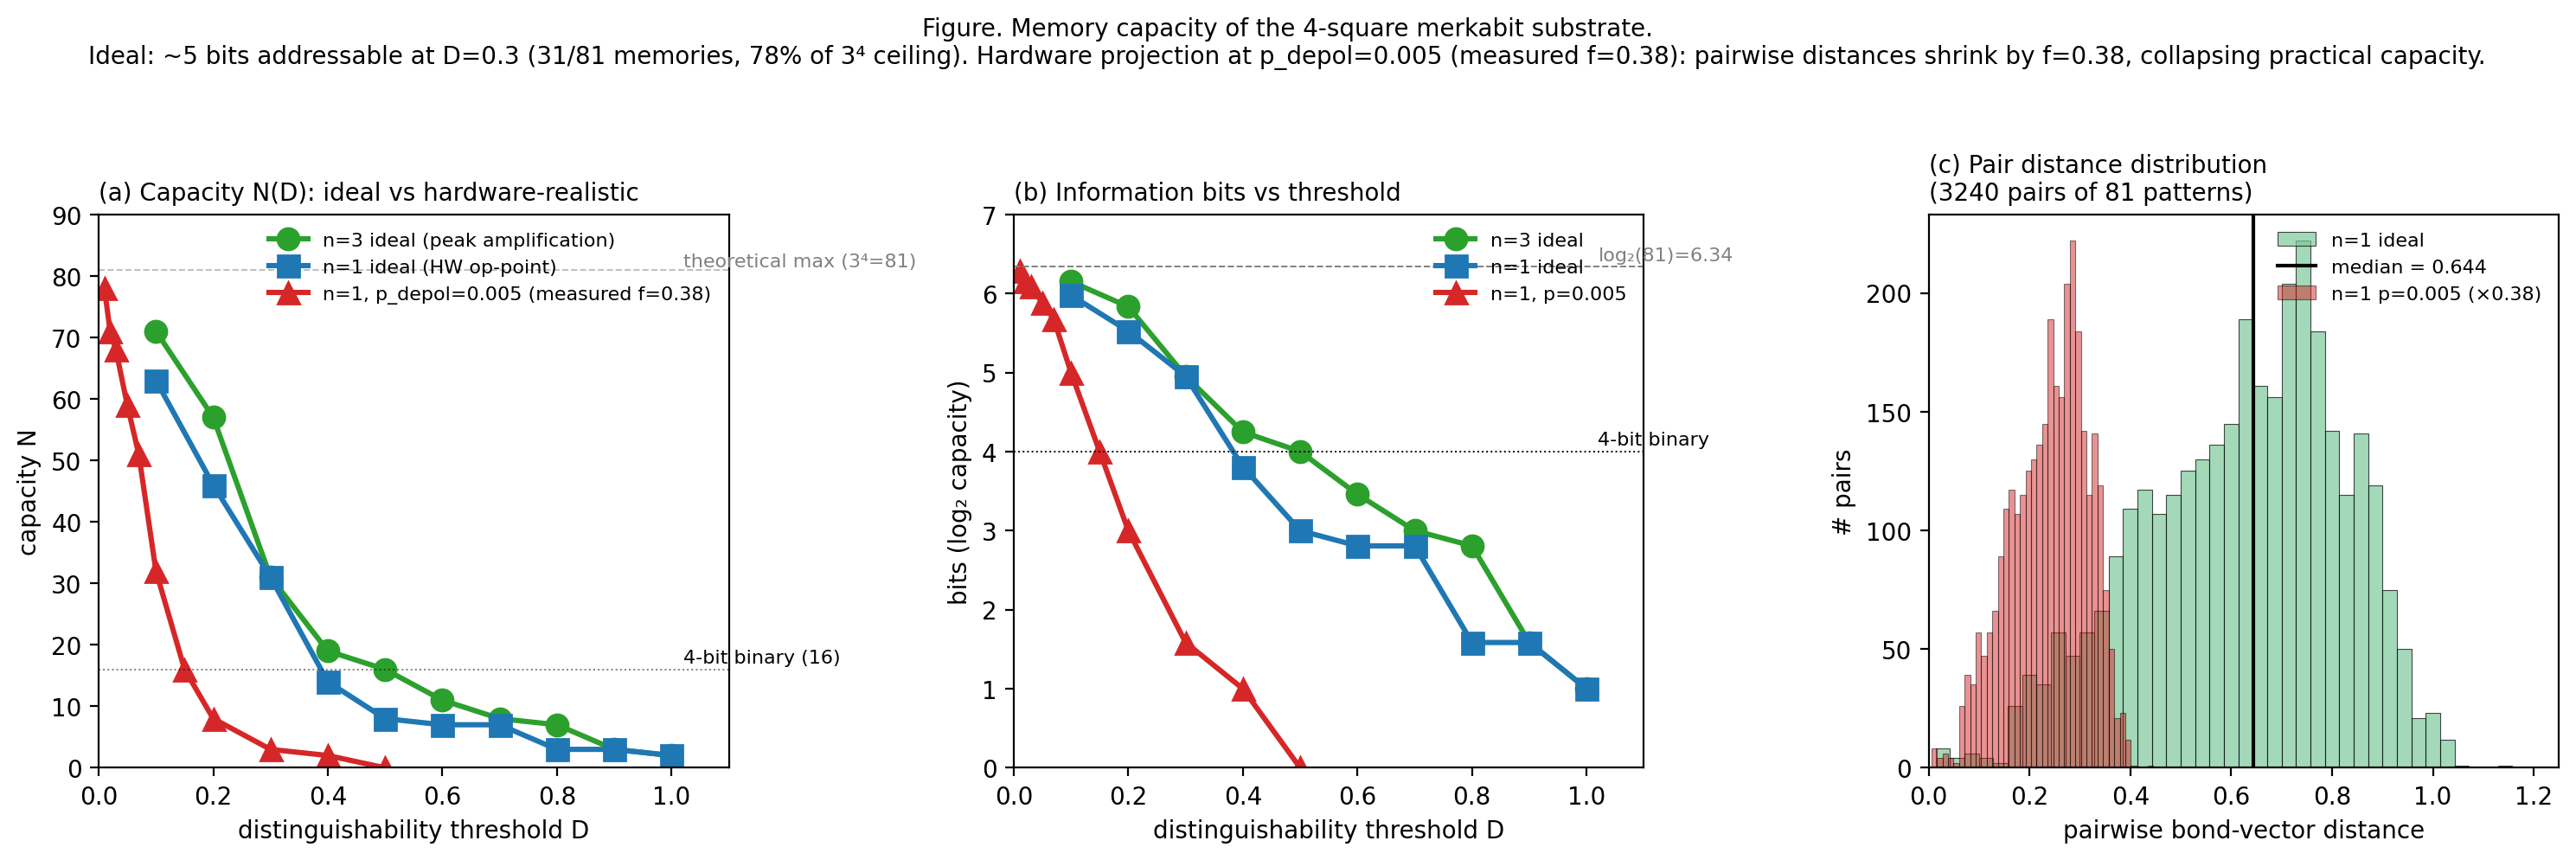 Figure. Memory capacity of the 4-square merkabit substrate.
Ideal: ~5 bits addressable at D=0.3 (31/81 memories, 78% of 3⁴ ceiling). Hardware projection at p_depol=0.005 (measured f=0.38): pairwise distances shrink by f=0.38, collapsing practical capacity.
(a) Capacity N(D): ideal vs hardware-realistic
90
80
70
60
50
40
30
20
10
0
capacity N
n=3 ideal (peak amplification)
n=1 ideal (HW op-point)
n=1, p_depol=0.005 (measured f=0.38)
theoretical max (3⁴=81)
4-bit binary (16)
0.0 0.2 0.4 0.6 0.8 1.0
distinguishability threshold D
(b) Information bits vs threshold
7
6
5
4
3
2
1
0
bits (log₂ capacity)
n=3 ideal
n=1 ideal
n=1, p=0.005
log₂(81)=6.34
4-bit binary
0.0 0.2 0.4 0.6 0.8 1.0
distinguishability threshold D
(c) Pair distance distribution
(3240 pairs of 81 patterns)
200
150
100
50
0
# pairs
n=1 ideal
median = 0.644
n=1 p=0.005 (×0.38)
0.0 0.2 0.4 0.6 0.8 1.0 1.2
pairwise bond-vector distance